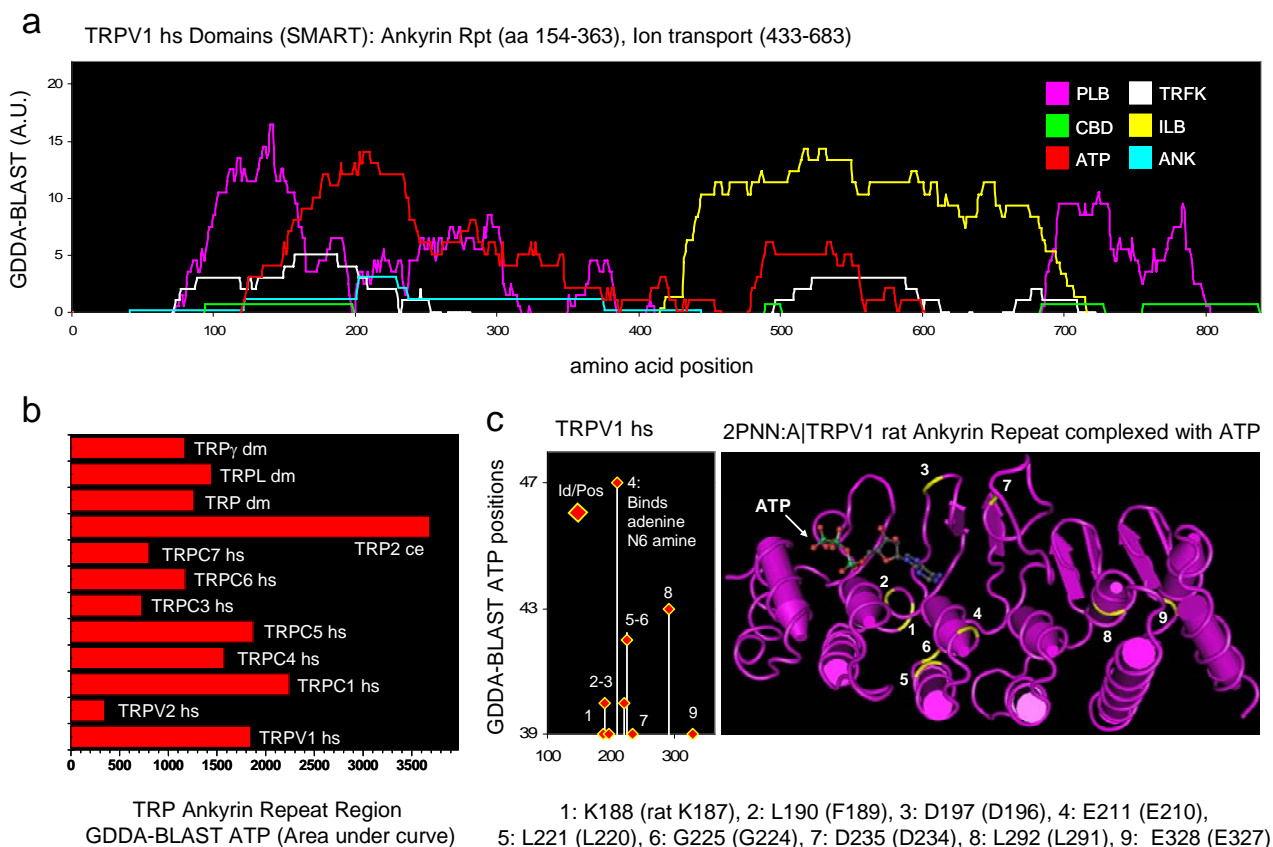 a
TRPV1 hs Domains (SMART): Ankyrin Rpt (aa 154-363), Ion transport (433-683)
GDDA-BLAST (A.U.)
20
15
10
5
0
PLB
TRFK
CBD
ILB
ATP
ANK
0 100 200 300 400 500 600 700 800
amino acid position
b
TRPγ dm
TRPL dm
TRP dm
TRP2 ce
TRPC7 hs
TRPC6 hs
TRPC3 hs
TRPC5 hs
TRPC4 hs
TRPC1 hs
TRPV2 hs
TRPV1 hs
0 500 1000 1500 2000 2500 3000 3500
TRP Ankyrin Repeat Region
GDDA-BLAST ATP (Area under curve)
c
TRPV1 hs
GDDA-BLAST ATP positions
47
43
39
Id/Pos
4:
Binds
adenine
N6 amine
8
5-6
2-3
1
7
9
100 200 300
2PNN:A|TRPV1 rat Ankyrin Repeat complexed with ATP
3
7
ATP
2
4
1
6
5
8
9
1: K188 (rat K187), 2: L190 (F189), 3: D197 (D196), 4: E211 (E210),
5: L221 (L220), 6: G225 (G224), 7: D235 (D234), 8: L292 (L291), 9: E328 (E327)